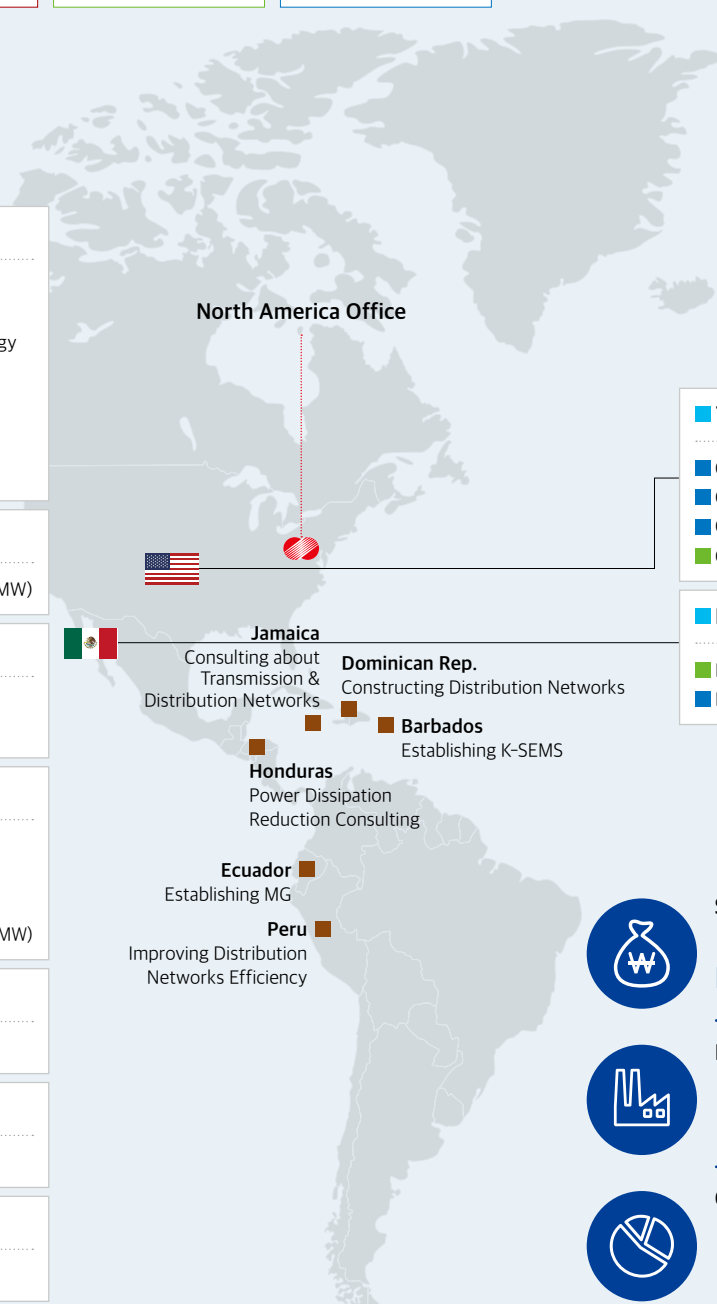 North America Office
gy
MW)
Jamaica
Consulting about
Transmission &
Distribution Networks
Dominican Rep.
Constructing Distribution Networks
Barbados
Establishing K-SEMS
Honduras
Power Dissipation
Reduction Consulting
Ecuador
Establishing MG
MW)
Peru
Improving Distribution
Networks Efficiency
₩